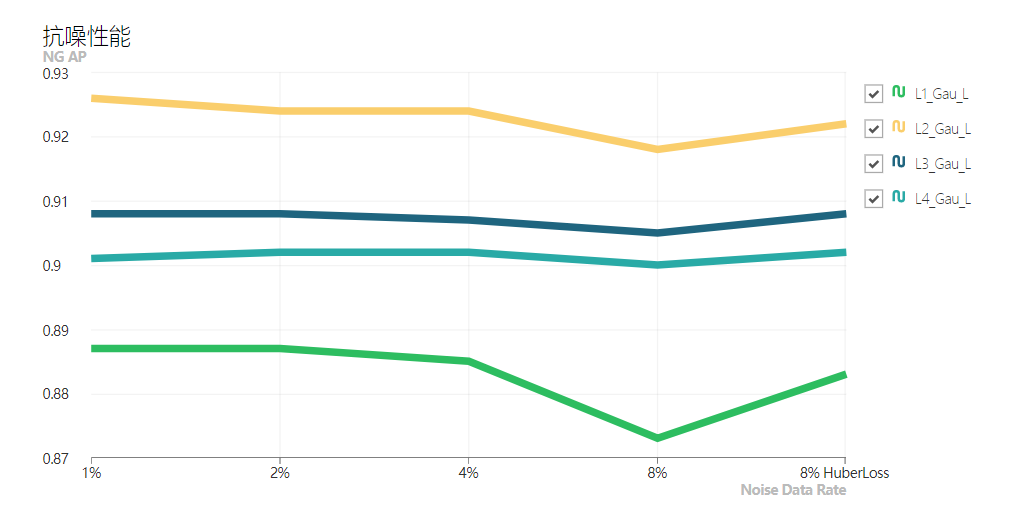 抗噪性能
NG AP
0.93
0.92
0.91
0.9
0.89
0.88
0.87
1% 2% 4% 8% 8% HuberLoss
Noise Data Rate
L1_Gau_L
L2_Gau_L
L3_Gau_L
L4_Gau_L